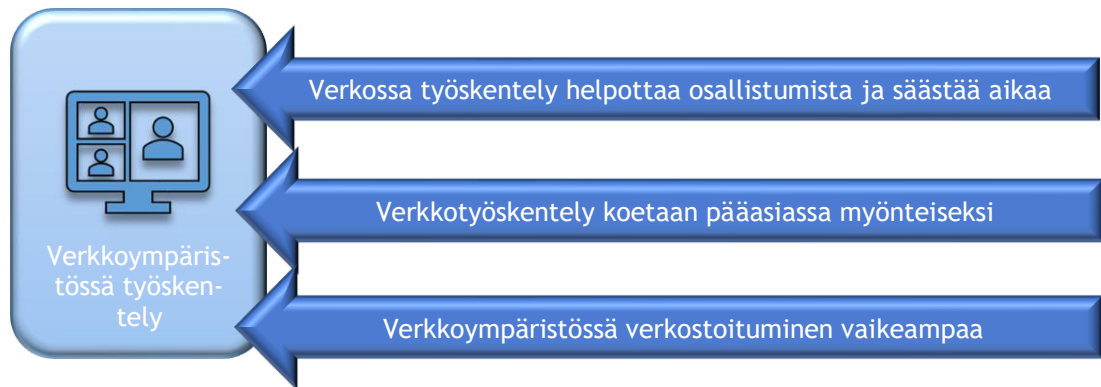 Verkossa työskentely helpottaa osallistumista ja säästää aikaa
Verkkotyöskentely koetaan pääasiassa myönteiseksi
Verkkoympäris-
tössä työsken-
tely
Verkkoympäristössä verkostoituminen vaikeampaa